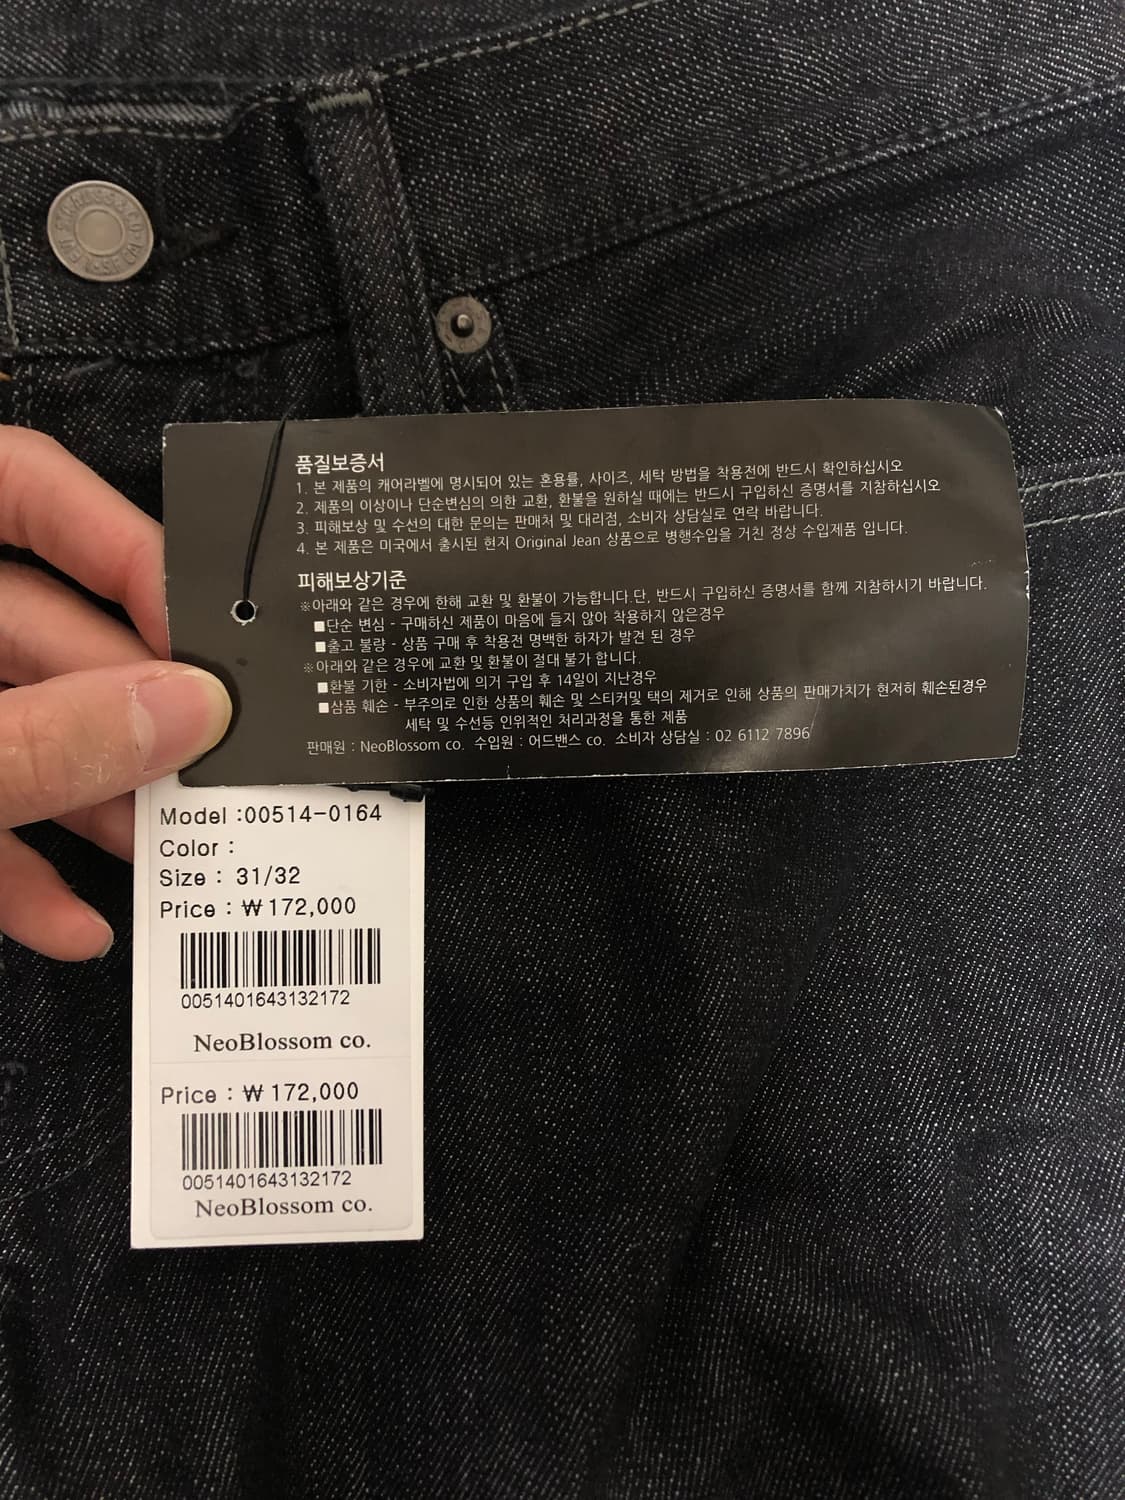 품질보증서
1. 본 제품의 캐어라벨에 명시되어 있는 혼용률, 사이즈, 세탁 방법을 착용전에 반드시 확인하십시오
2. 제품의 이상이나 단순변심의 의한 교환, 환불을 원하실 때에는 반드시 구입하신 증명서를 지참하십시오
3. 피해보상 및 수선의 대한 문의는 판매처 및 대리점, 소비자 상담실로 연락 바랍니다.
4. 본 제품은 미국에서 출시된 현지 Original Jean 상품으로 병행수입을 거친 정상 수입제품 입니다.
피해보상기준
※아래와 같은 경우에 한해 교환 및 환불이 가능합니다.단, 반드시 구입하신 증명서를 함께 지참하시기 바랍니다.
■단순 변심 - 구매하신 제품이 마음에 들지 않아 착용하지 않은경우
■출고 불량 - 상품 구매 후 착용전 명백한 하자가 발견 된 경우
※아래와 같은 경우에 교환 및 환불이 절대 불가 합니다.
■환불 기한 - 소비자법에 의거 구입 후 14일이 지난경우
■상품 훼손 - 부주의로 인한 상품의 훼손 및 스티커및 택의 제거로 인해 상품의 판매가치가 현저히 훼손된경우
세탁 및 수선등 인위적인 처리과정을 통한 제품
판매원 : NeoBlossom co. 수입원 : 어드밴스 co. 소비자 상담실 : 02 6112 7896
Model :00514-0164
Color :
Size : 31/32
Price : ₩ 172,000
0051401643132172
NeoBlossom co.
Price : ₩ 172,000
0051401643132172
NeoBlossom co.